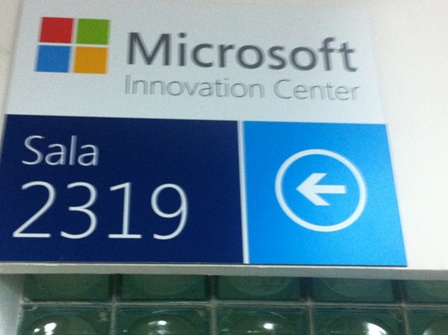 Microsoft
Innovation Center
Sala
2319